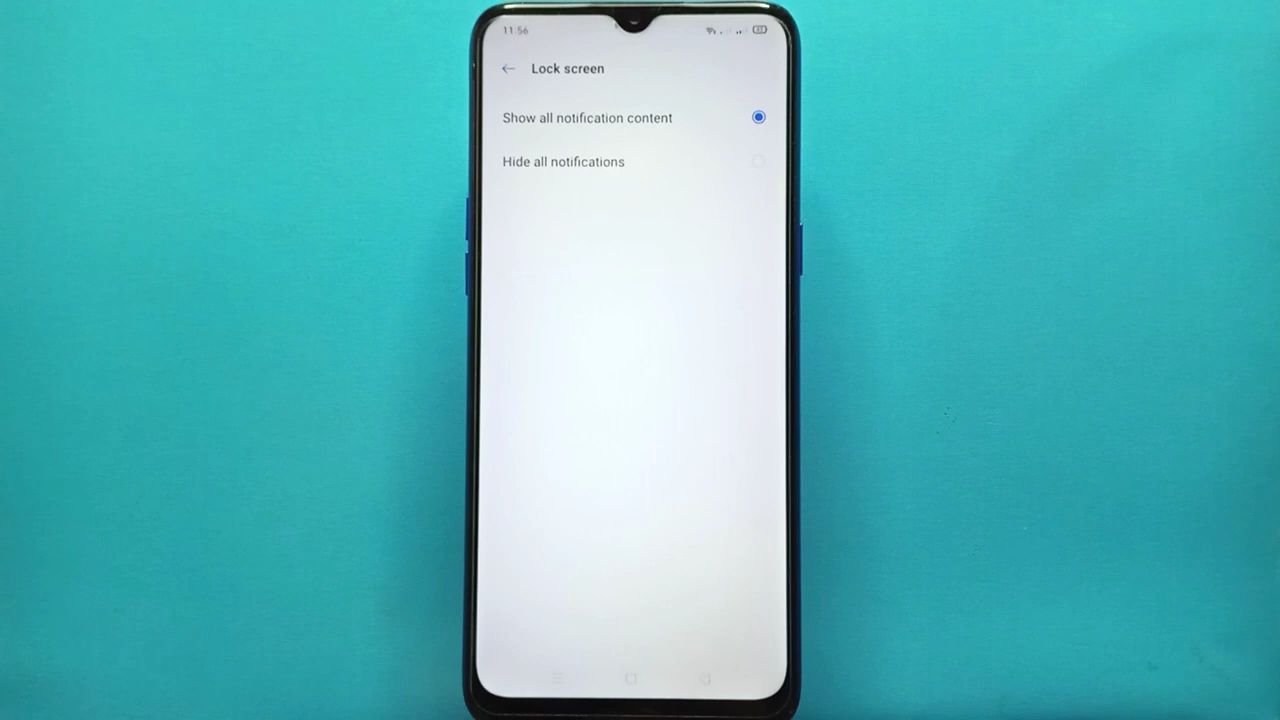 11:56
Lock screen
Show all notification content
Hide all notifications